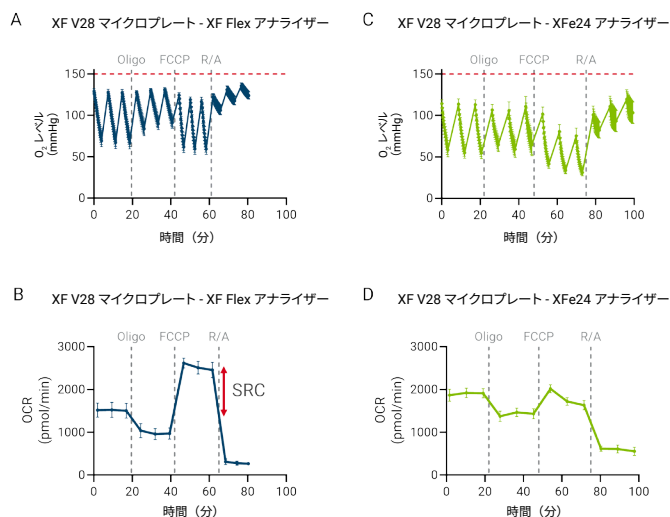 A
XF V28 マイクロプレート - XF Flex アナライザー
Oligo FCCP R/A
150
100
50
0
O₂ レベル
(mmHg)
0 20 40 60 80 100
時間（分）
C
XF V28 マイクロプレート - XFe24 アナライザー
Oligo FCCP R/A
150
100
50
0
O₂ レベル
(mmHg)
0 20 40 60 80 100
時間（分）
B
XF V28 マイクロプレート - XF Flex アナライザー
Oligo FCCP R/A
3000
2000
1000
0
OCR
(pmol/min)
SRC
0 20 40 60 80 100
時間（分）
D
XF V28 マイクロプレート - XFe24 アナライザー
Oligo FCCP R/A
3000
2000
1000
0
OCR
(pmol/min)
0 20 40 60 80 100
時間（分）